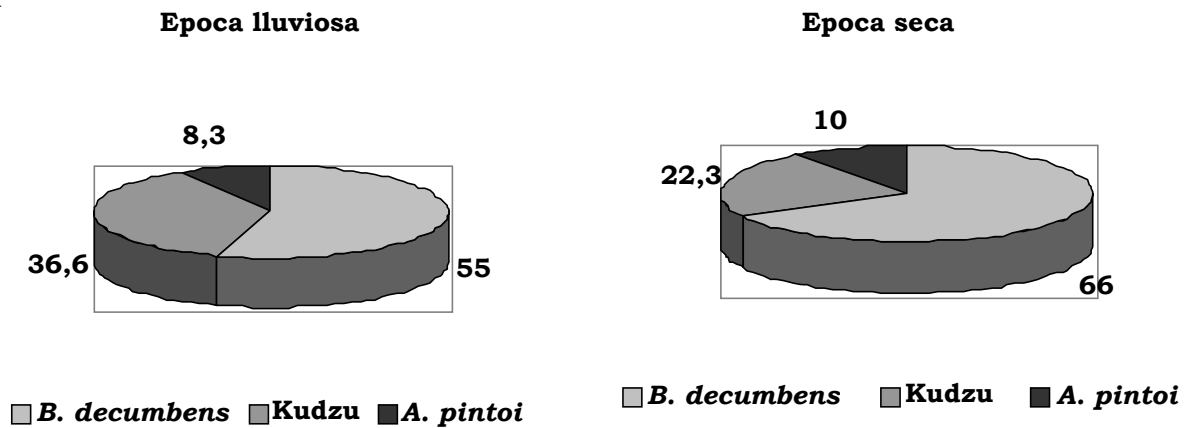 Epoca lluviosa
8,3
36,6
55
B. decumbens Kudzu A. pintoi
Epoca seca
10
22,3
66
B. decumbens Kudzu A. pintoi